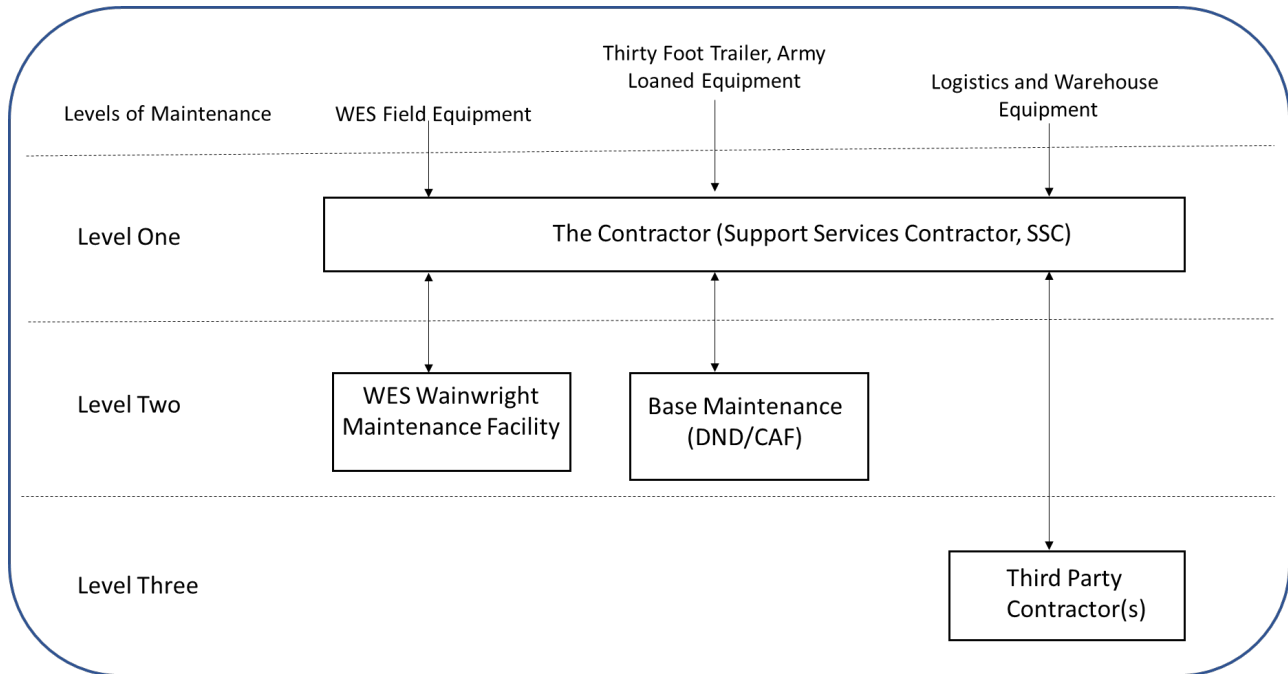 Thirty Foot Trailer, Army
Loaned Equipment
Levels of Maintenance
WES Field Equipment
Logistics and Warehouse
Equipment
Level One
The Contractor (Support Services Contractor, SSC)
Level Two
WES Wainwright
Maintenance Facility
Base Maintenance
(DND/CAF)
Level Three
Third Party
Contractor(s)